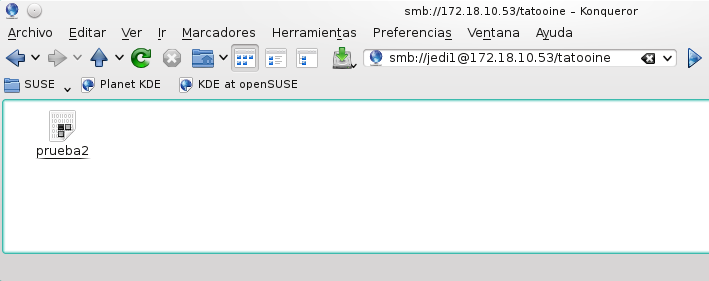 smb://172.18.10.53/tatooine - Konqueror
Archivo Editar Ver Ir Marcadores Herramientas Preferencias Ventana Ayuda
smb://jedi1@172.18.10.53/tatooine
SUSE Planet KDE KDE at openSUSE
prueba2